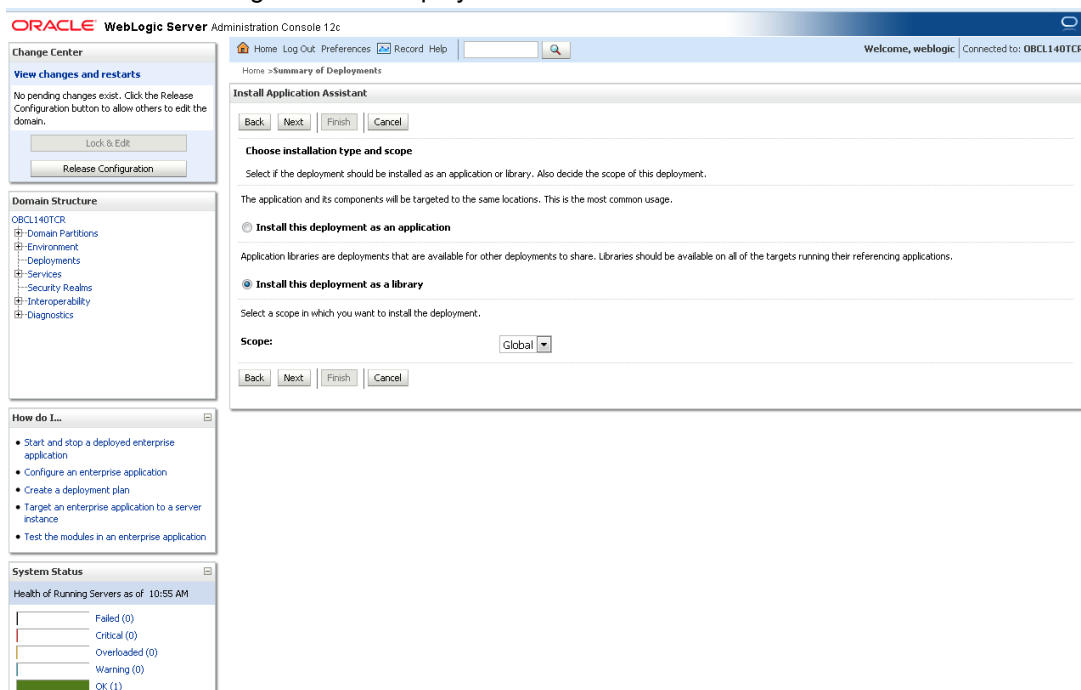 ORACLE WebLogic Server Administration Console 12c
Change Center
View changes and restarts
No pending changes exist. Click the Release
Configuration button to allow others to edit the
domain.
Lock & Edit
Release Configuration
Domain Structure
OBCL140TCR
Domain Partitions
Environment
Deployments
Services
Security Realms
Interoperability
Diagnostics
How do I...
Start and stop a deployed enterprise
application
Configure an enterprise application
Create a deployment plan
Target an enterprise application to a server
instance
Test the modules in an enterprise application
System Status
Health of Running Servers as of 10:55 AM
Failed (0)
Critical (0)
Overloaded (0)
Warning (0)
OK (1)
Home Log Out Preferences Record Help
Welcome, weblogic Connected to: OBCL140TCR
Home >Summary of Deployments
Install Application Assistant
Back Next Finish Cancel
Choose installation type and scope
Select if the deployment should be installed as an application or library. Also decide the scope of this deployment.
The application and its components will be targeted to the same locations. This is the most common usage.
Install this deployment as an application
Application libraries are deployments that are available for other deployments to share. Libraries should be available on all of the targets running their referencing applications.
Install this deployment as a library
Select a scope in which you want to install the deployment.
Scope: Global
Back Next Finish Cancel